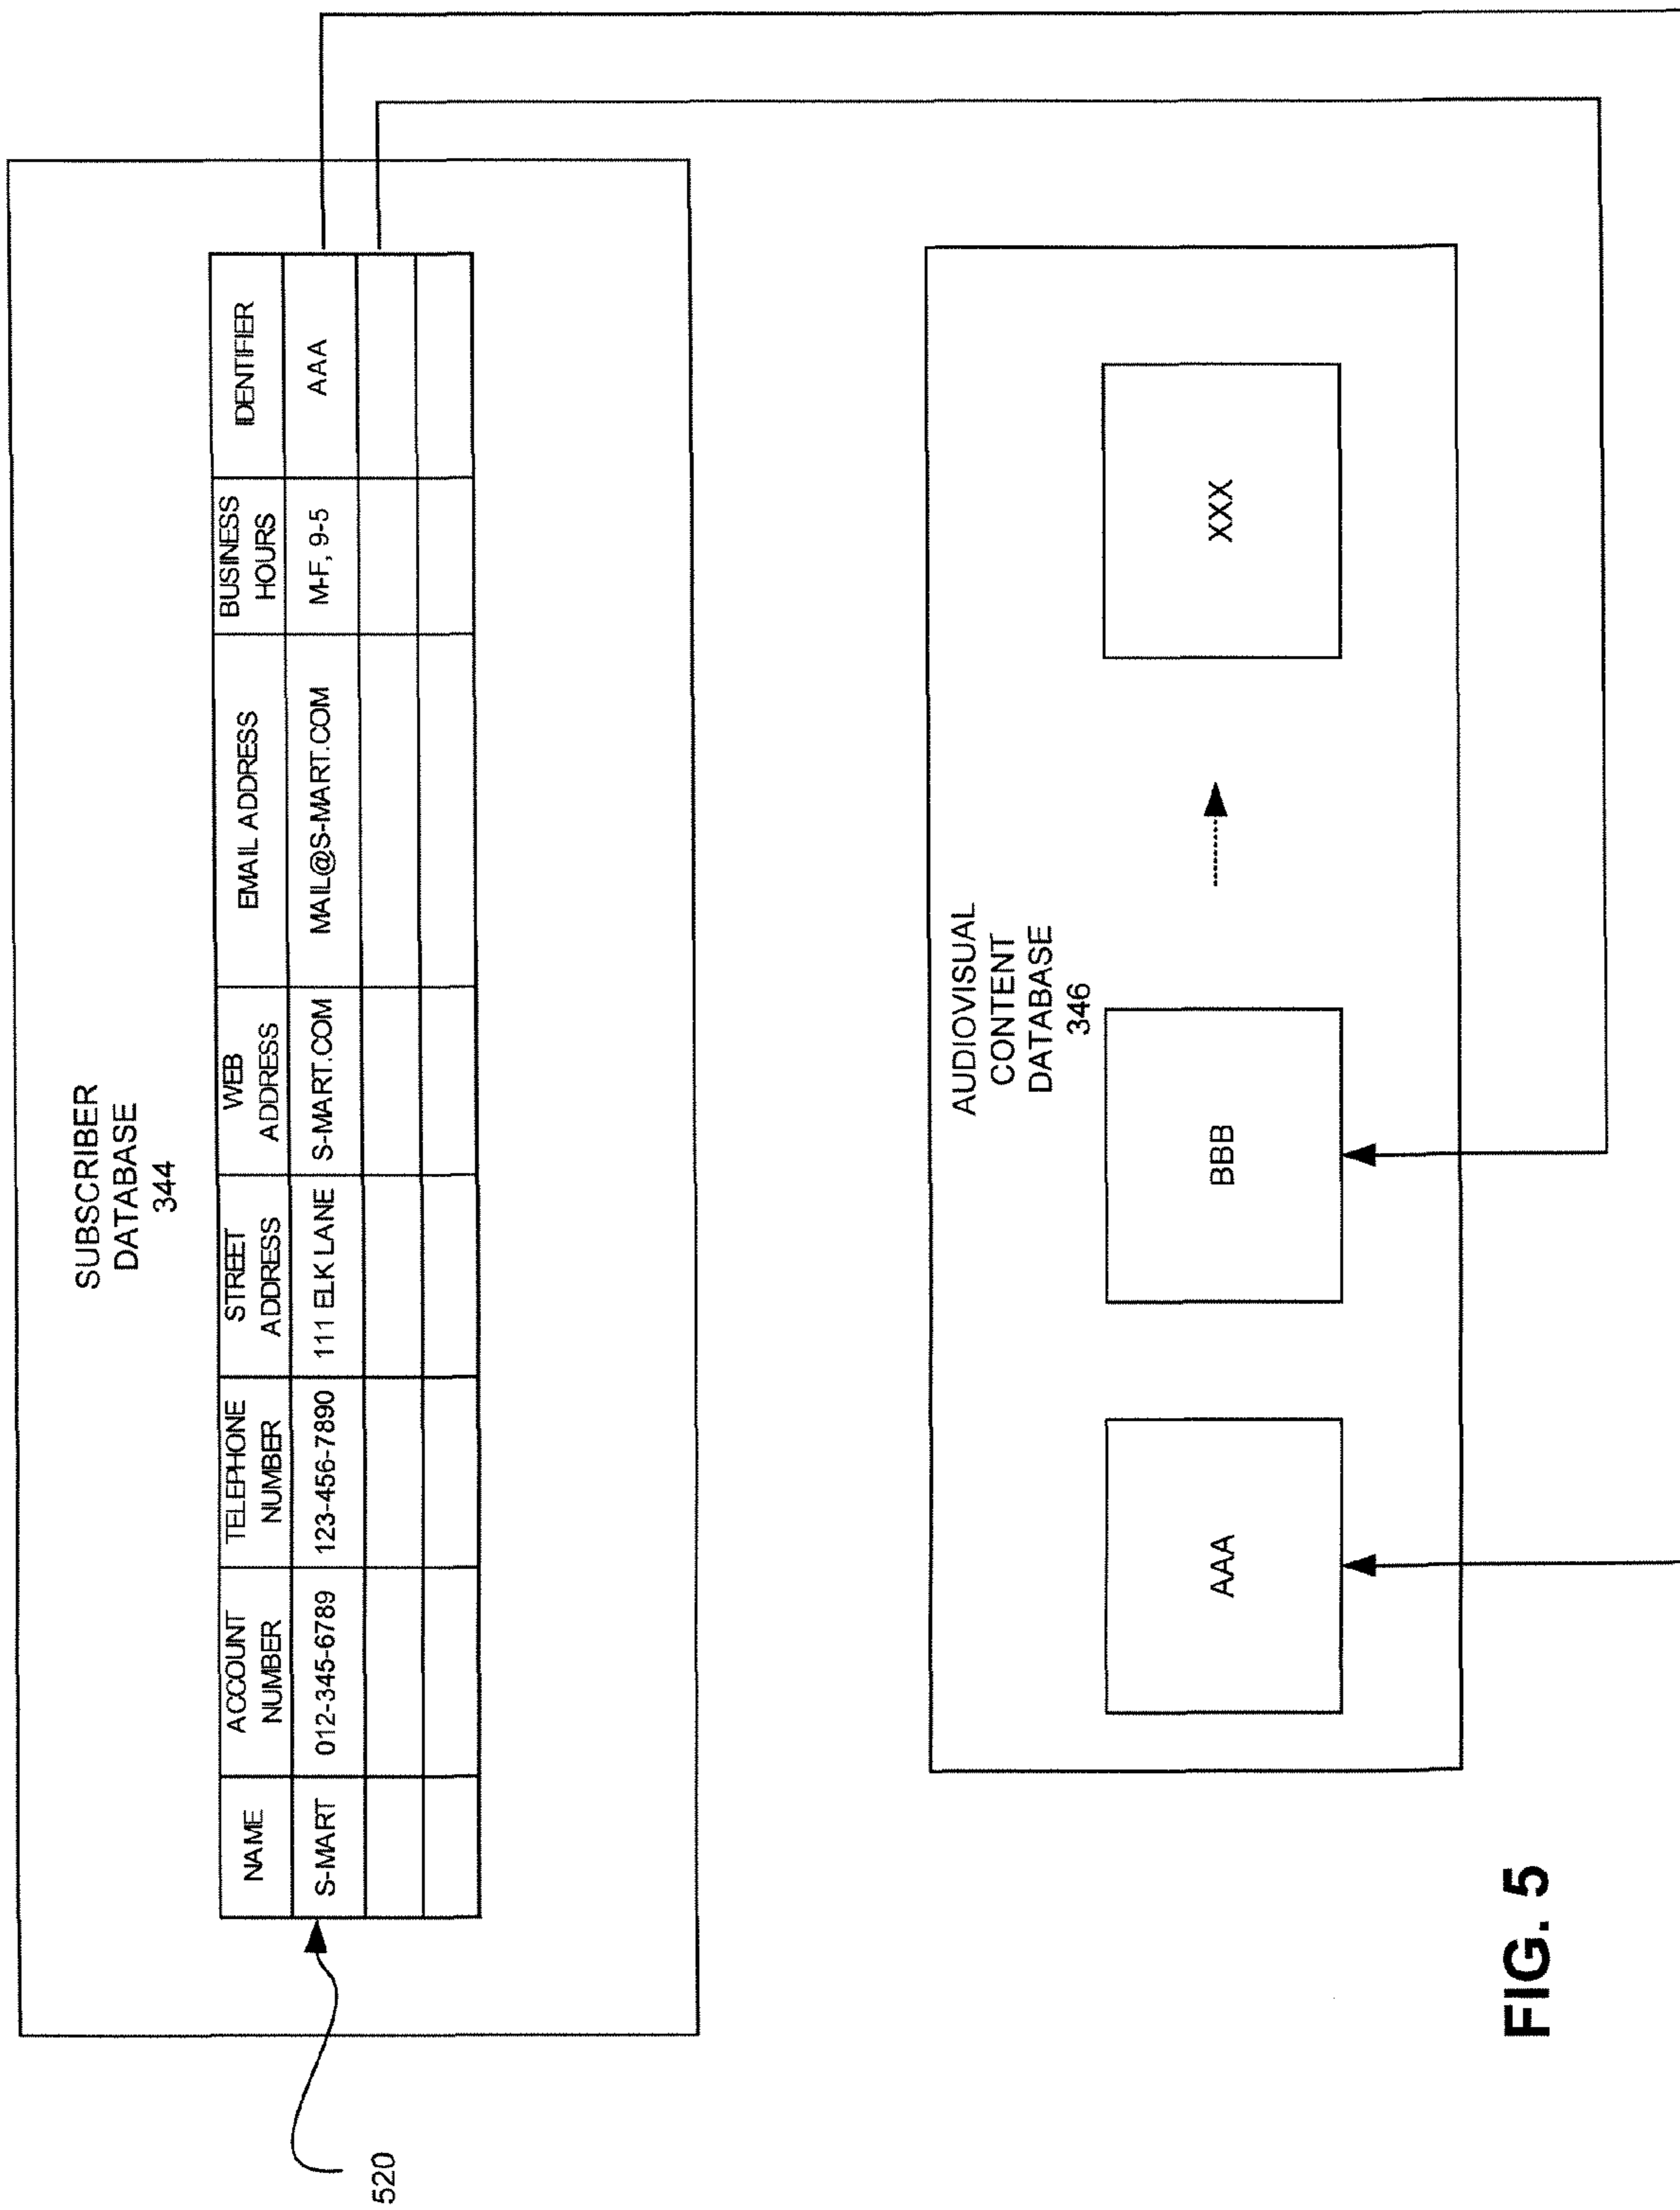 SUBSCRIBER
DATABASE
344
NAME
ACCOUNT
NUMBER
TELEPHONE
NUMBER
STREET
ADDRESS
WEB
ADDRESS
EMAIL ADDRESS
BUSINESS
HOURS
IDENTIFIER
S-MART
012-345-6789
123-456-7890
111 ELK LANE
S-MART.COM
MAIL@S-MART.COM
M-F, 9-5
AAA
520
AUDIOVISUAL
CONTENT
DATABASE
346
AAA
BBB
XXX
FIG. 5